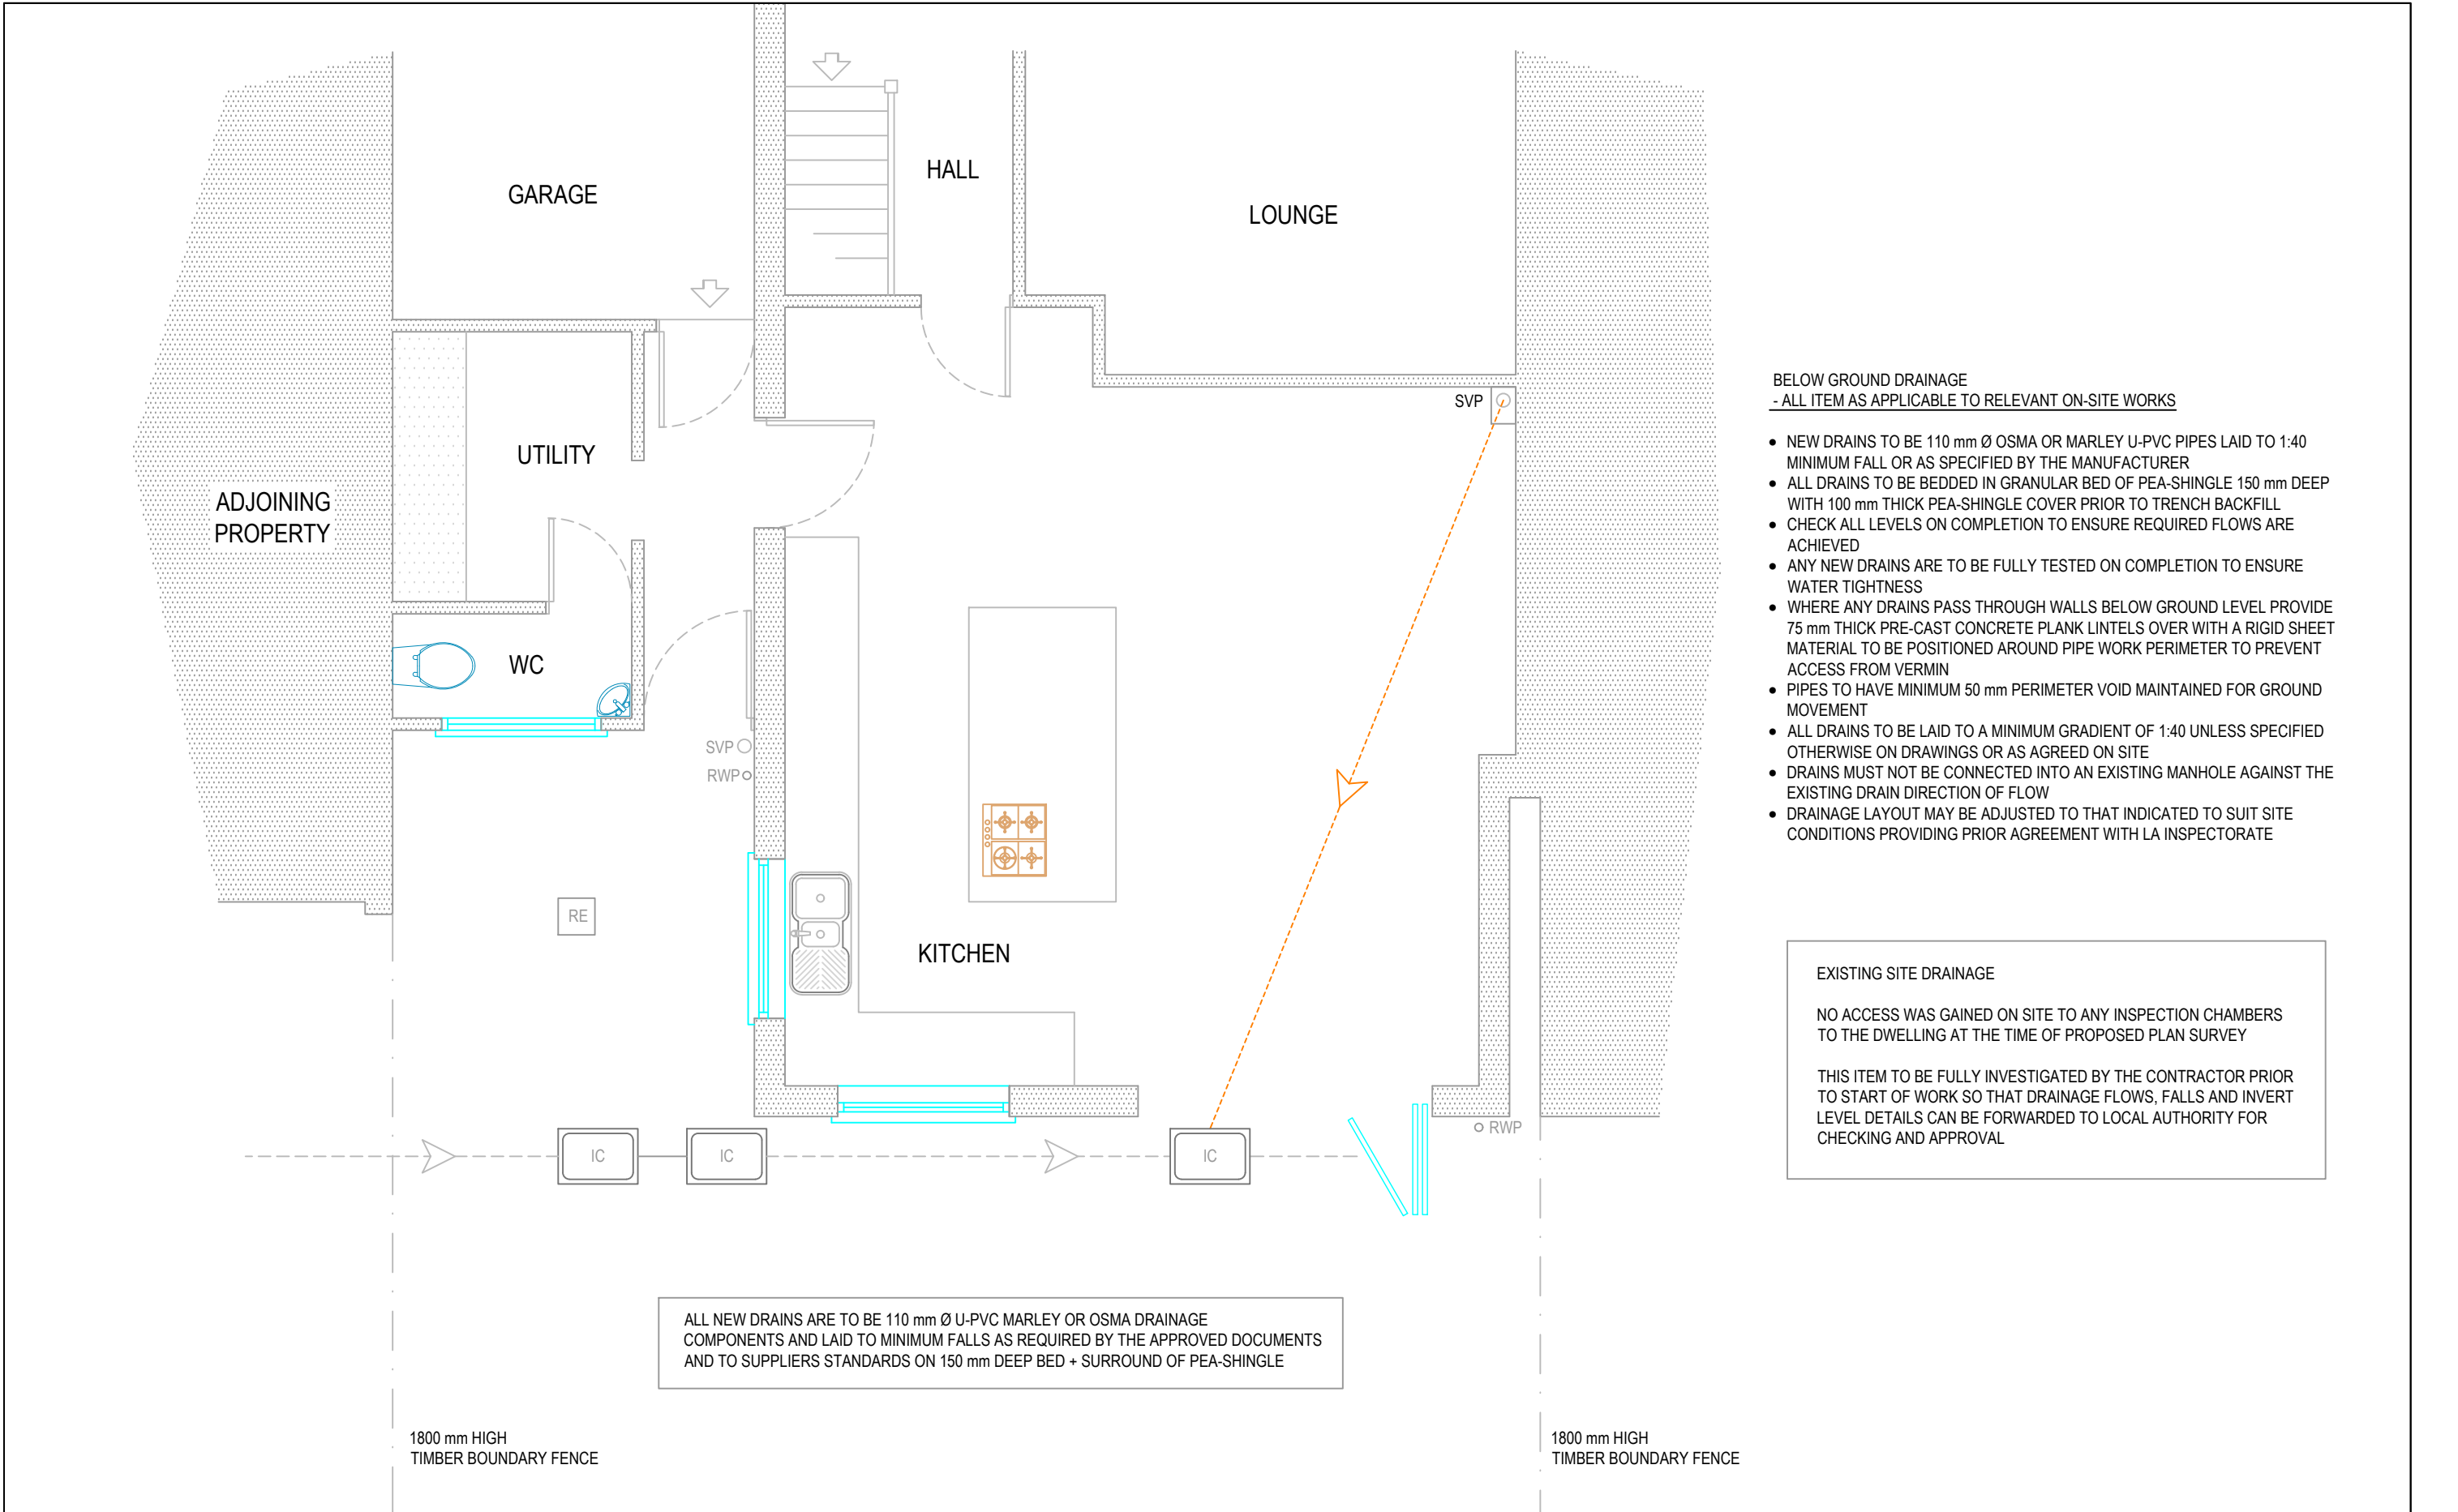 GARAGE
HALL
LOUNGE
UTILITY
ADJOINING
PROPERTY
WC
SVP
RWP
RE
KITCHEN
SVP
RWP
IC
IC
IC
BELOW GROUND DRAINAGE
- ALL ITEM AS APPLICABLE TO RELEVANT ON-SITE WORKS
• NEW DRAINS TO BE 110 mm Ø OSMA OR MARLEY U-PVC PIPES LAID TO 1:40
MINIMUM FALL OR AS SPECIFIED BY THE MANUFACTURER
• ALL DRAINS TO BE BEDDED IN GRANULAR BED OF PEA-SHINGLE 150 mm DEEP
WITH 100 mm THICK PEA-SHINGLE COVER PRIOR TO TRENCH BACKFILL
• CHECK ALL LEVELS ON COMPLETION TO ENSURE REQUIRED FLOWS ARE
ACHIEVED
• ANY NEW DRAINS ARE TO BE FULLY TESTED ON COMPLETION TO ENSURE
WATER TIGHTNESS
• WHERE ANY DRAINS PASS THROUGH WALLS BELOW GROUND LEVEL PROVIDE
75 mm THICK PRE-CAST CONCRETE PLANK LINTELS OVER WITH A RIGID SHEET
MATERIAL TO BE POSITIONED AROUND PIPE WORK PERIMETER TO PREVENT
ACCESS FROM VERMIN
• PIPES TO HAVE MINIMUM 50 mm PERIMETER VOID MAINTAINED FOR GROUND
MOVEMENT
• ALL DRAINS TO BE LAID TO A MINIMUM GRADIENT OF 1:40 UNLESS SPECIFIED
OTHERWISE ON DRAWINGS OR AS AGREED ON SITE
• DRAINS MUST NOT BE CONNECTED INTO AN EXISTING MANHOLE AGAINST THE
EXISTING DRAIN DIRECTION OF FLOW
• DRAINAGE LAYOUT MAY BE ADJUSTED TO THAT INDICATED TO SUIT SITE
CONDITIONS PROVIDING PRIOR AGREEMENT WITH LA INSPECTORATE
EXISTING SITE DRAINAGE
NO ACCESS WAS GAINED ON SITE TO ANY INSPECTION CHAMBERS
TO THE DWELLING AT THE TIME OF PROPOSED PLAN SURVEY
THIS ITEM TO BE FULLY INVESTIGATED BY THE CONTRACTOR PRIOR
TO START OF WORK SO THAT DRAINAGE FLOWS, FALLS AND INVERT
LEVEL DETAILS CAN BE FORWARDED TO LOCAL AUTHORITY FOR
CHECKING AND APPROVAL
ALL NEW DRAINS ARE TO BE 110 mm Ø U-PVC MARLEY OR OSMA DRAINAGE
COMPONENTS AND LAID TO MINIMUM FALLS AS REQUIRED BY THE APPROVED DOCUMENTS
AND TO SUPPLIERS STANDARDS ON 150 mm DEEP BED + SURROUND OF PEA-SHINGLE
1800 mm HIGH
TIMBER BOUNDARY FENCE
1800 mm HIGH
TIMBER BOUNDARY FENCE